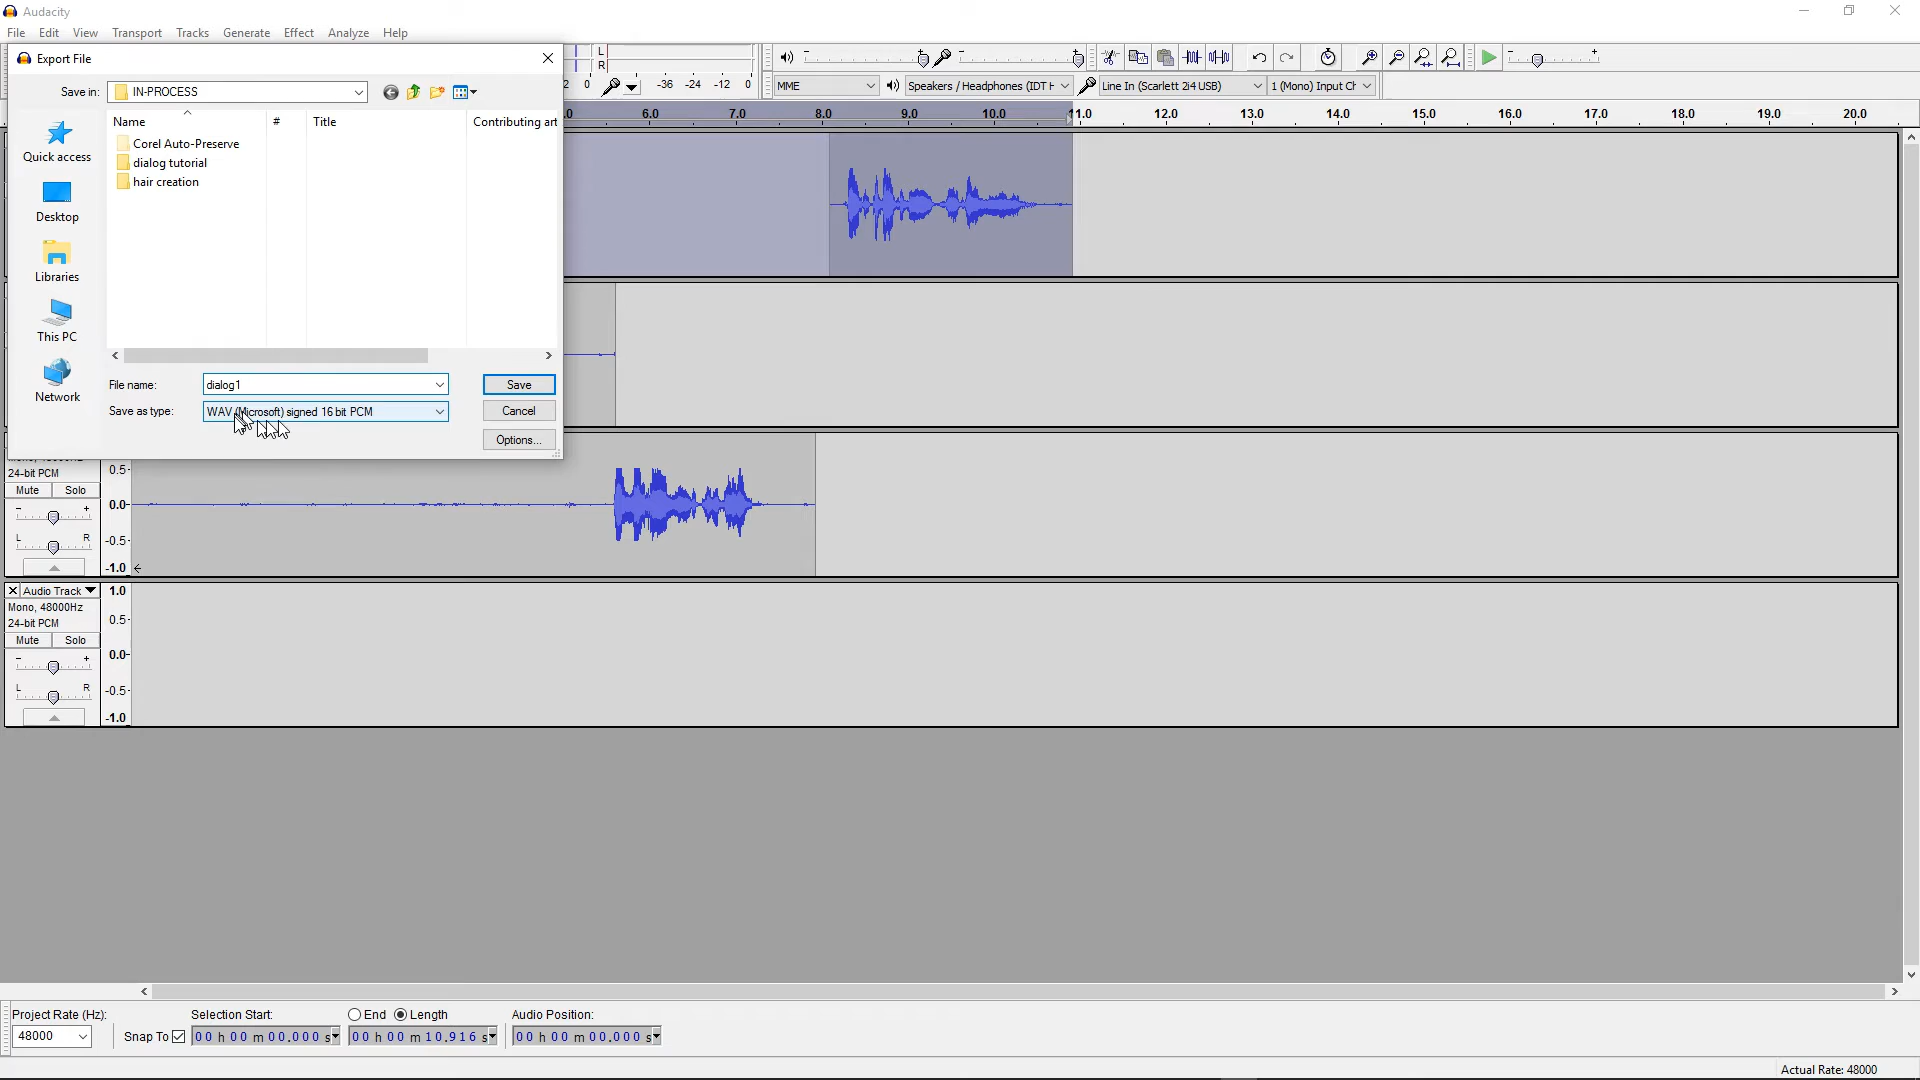 Audacity
File Edit View Transport Tracks Generate Effect Analyze Help
Export File
L
R
Save in: IN-PROCESS
2 0 -36 -24 -12 0
MME
Speakers / Headphones (IDT H
Line In (Scarlett 2i4 USB)
1 (Mono) Input Ch
.0 6.0 7.0 8.0 9.0 10.0 11.0 12.0 13.0 14.0 15.0 16.0 17.0 18.0 19.0 20.0
Name # Title Contributing art
Corel Auto-Preserve
dialog tutorial
hair creation
Quick access
Desktop
Libraries
This PC
Network
File name: dialog1 Save
Save as type: WAV (Microsoft) signed 16 bit PCM Cancel
Options...
24-bit PCM
Mute Solo
- +
L R
0.5-
0.0-
-0.5-
-1.0
Audio Track
Mono, 48000Hz
24-bit PCM
Mute Solo
- +
L R
1.0
0.5-
0.0-
-0.5-
-1.0
Project Rate (Hz): Selection Start: End Length Audio Position:
48000 Snap To 00 h 00 m 00.000 s 00 h 00 m 10.916 s 00 h 00 m 00.000 s
Actual Rate: 48000